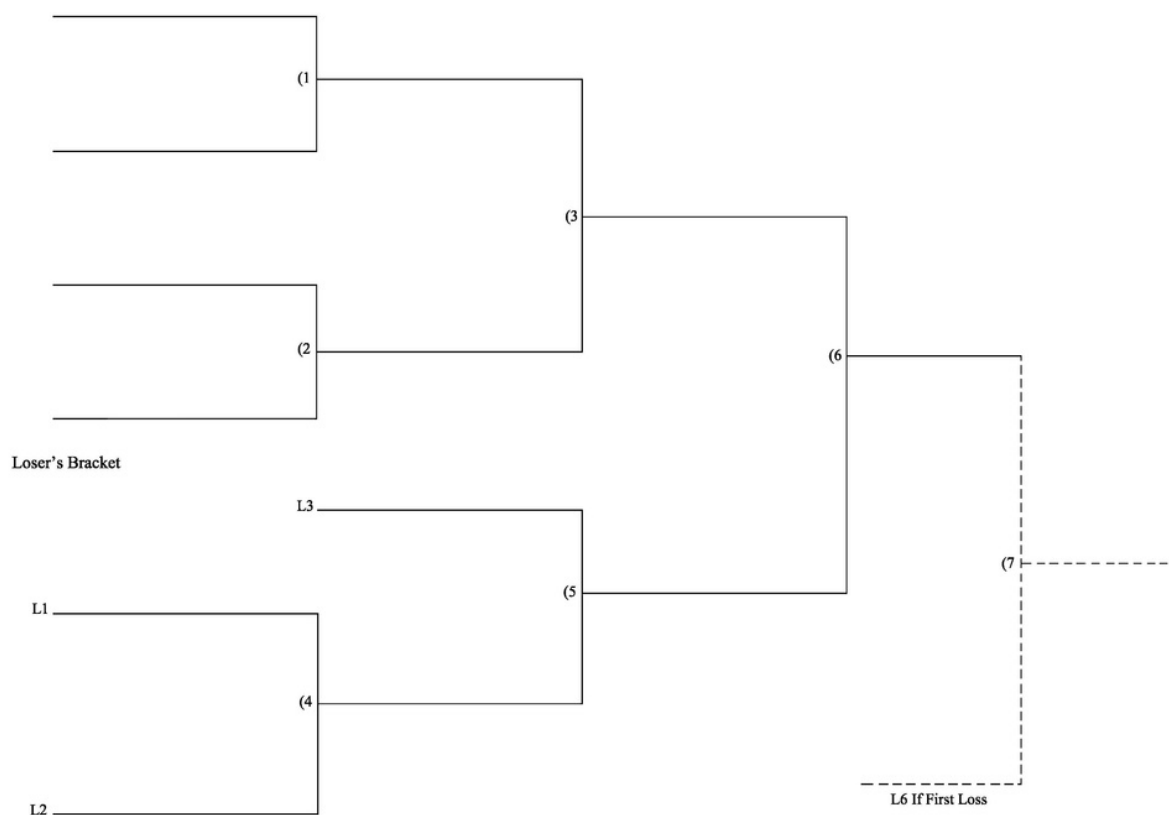 (1
(3
(2
(6
Loser's Bracket
L3
(7
(5
L1
(4
L6 If First Loss
L2